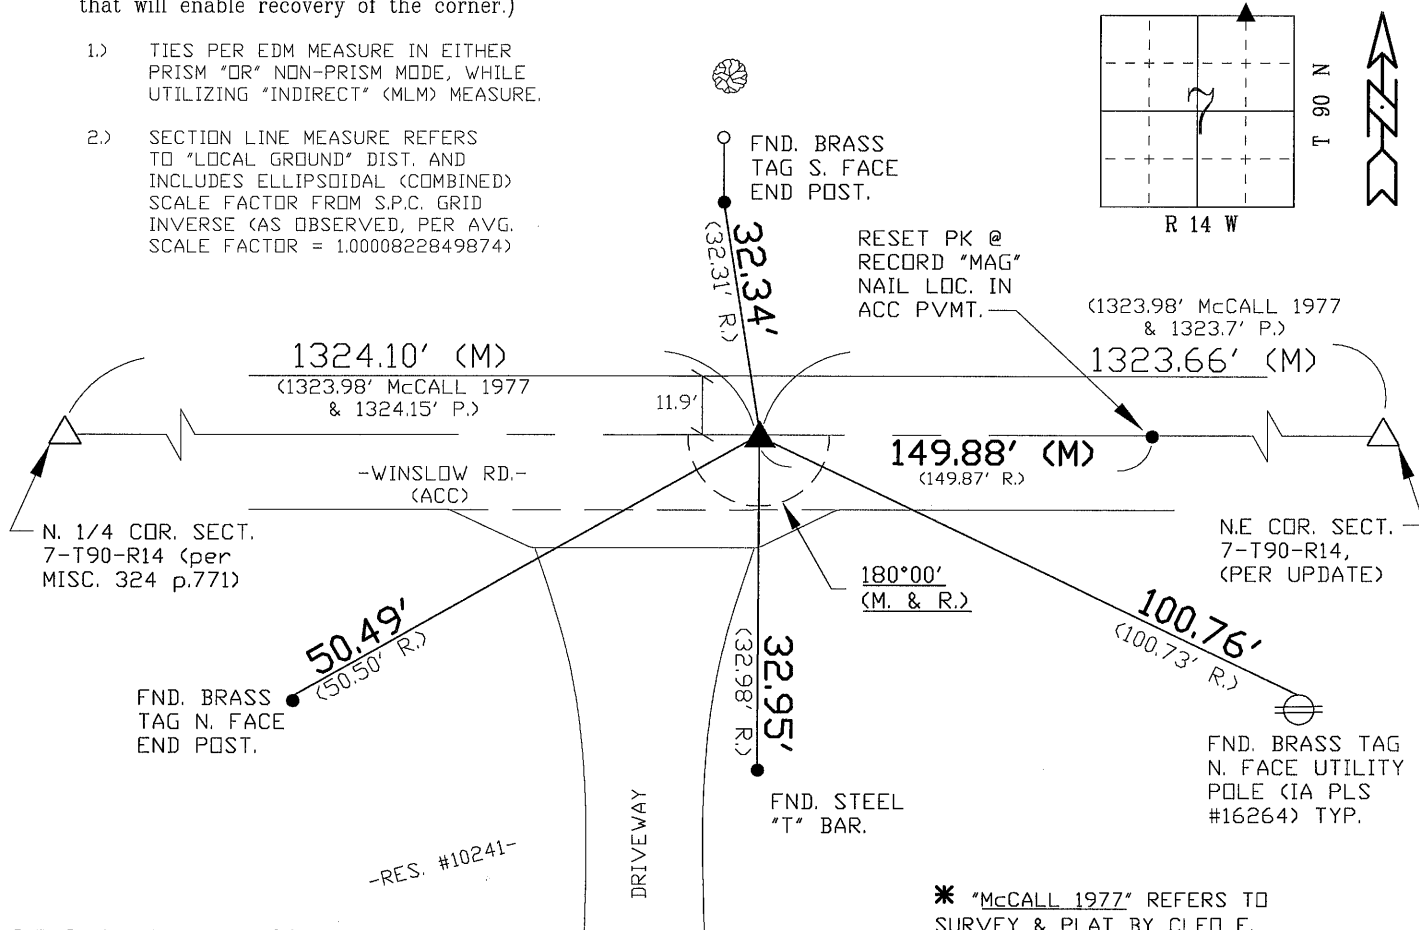 that will enable recovery of the corner.)
1.) TIES PER EDM MEASURE IN EITHER
PRISM "OR" NON-PRISM MODE, WHILE
UTILIZING "INDIRECT" (MLM) MEASURE.
2.) SECTION LINE MEASURE REFERS
TO "LOCAL GROUND" DIST. AND
INCLUDES ELLIPSOIDAL (COMBINED)
SCALE FACTOR FROM S.P.C. GRID
INVERSE (AS OBSERVED, PER AVG.
SCALE FACTOR = 1.0000822849874)
FND. BRASS
TAG S. FACE
END POST.
7
T 90 N
R 14 W
N
32.34'
(32.31' R.)
RESET PK @
RECORD "MAG"
NAIL LOC. IN
ACC PVMT.
(1323.98' McCALL 1977
& 1323.7' P.)
1323.66' (M)
1324.10' (M)
(1323.98' McCALL 1977
& 1324.15' P.)
11.9'
149.88' (M)
(149.87' R.)
-WINSLOW RD.-
(ACC)
N. 1/4 COR. SECT.
7-T90-R14 (per
MISC. 324 p.771)
N.E COR. SECT.
7-T90-R14,
(PER UPDATE)
180°00'
(M. & R.)
50.49'
(50.50' R.)
32.95'
(32.98' R.)
100.76'
(100.73' R.)
FND. BRASS
TAG N. FACE
END POST.
FND. STEEL
"T" BAR.
FND. BRASS TAG
N. FACE UTILITY
POLE (IA PLS
#16264) TYP.
DRIVEWAY
-RES. #10241-
* "McCALL 1977" REFERS TO
SURVEY & PLAT BY CLEO E.